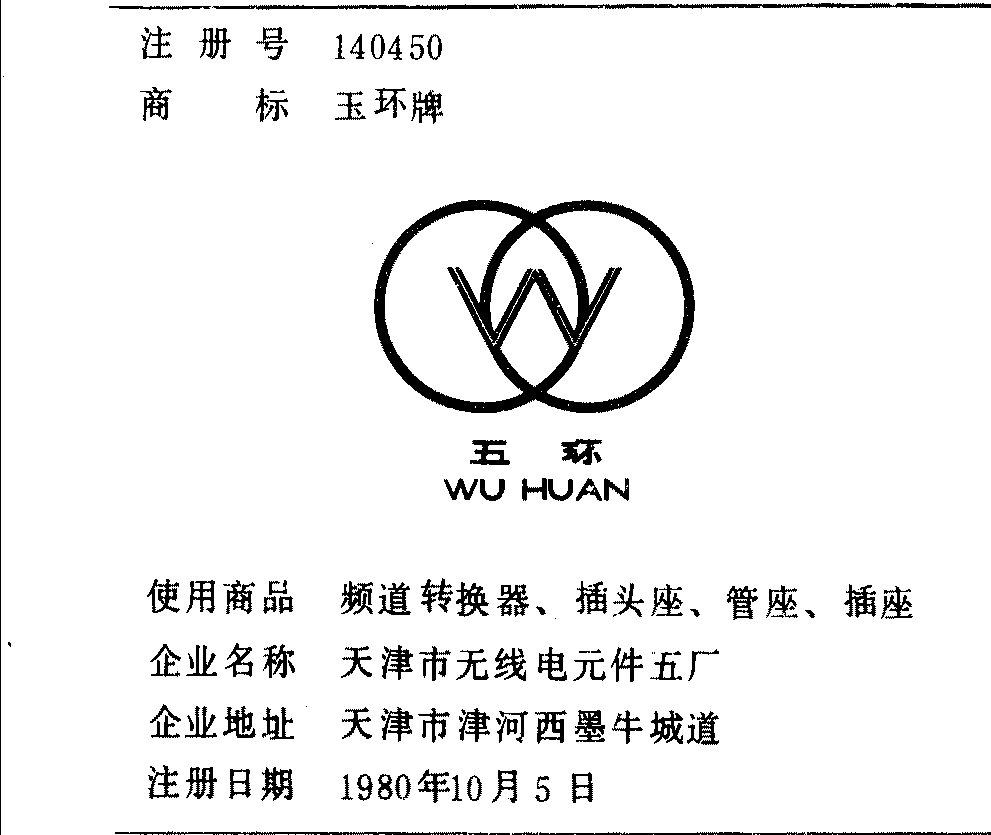 注册号 140450
商标 玉环牌
W
五环
WU HUAN
使用商品 频道转换器、插头座、管座、插座
企业名称 天津市无线电元件五厂
企业地址 天津市津河西墨牛城道
注册日期 1980年10月5日